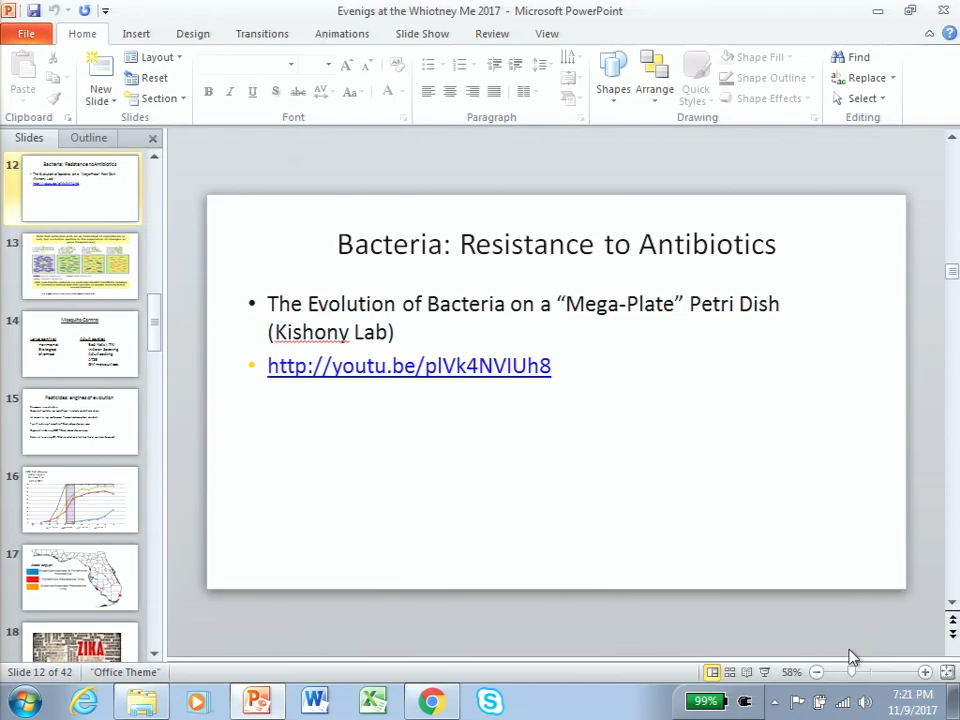 Evenigs at the Whiotney Me 2017 - Microsoft PowerPoint
File Home Insert Design Transitions Animations Slide Show Review View
Paste
New Slide
Layout
Reset
Section
Shapes
Arrange
Quick Styles
Shape Fill
Shape Outline
Shape Effects
Find
Replace
Select
Clipboard Slides Font Paragraph Drawing Editing
Slides Outline
12
Bacteria: Resistance to Antibiotics
13
14
Mosquito Control
15
Pesticides: engines of evolution
16
17
18
ZIKA
Bacteria: Resistance to Antibiotics
• The Evolution of Bacteria on a “Mega-Plate” Petri Dish
(Kishony Lab)
• http://youtu.be/plVk4NVIUh8
Slide 12 of 42 "Office Theme" 58%
99% 7:21 PM
11/9/2017